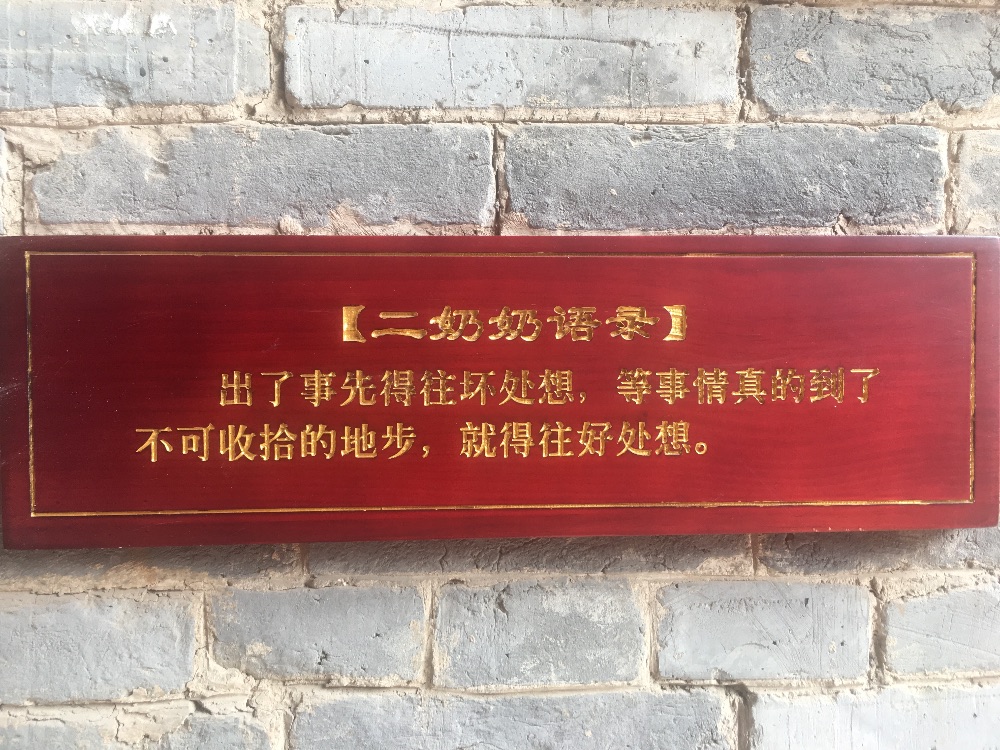 【二奶奶语录】
出了事先得往坏处想，等事情真的到了
不可收拾的地步，就得往好处想。